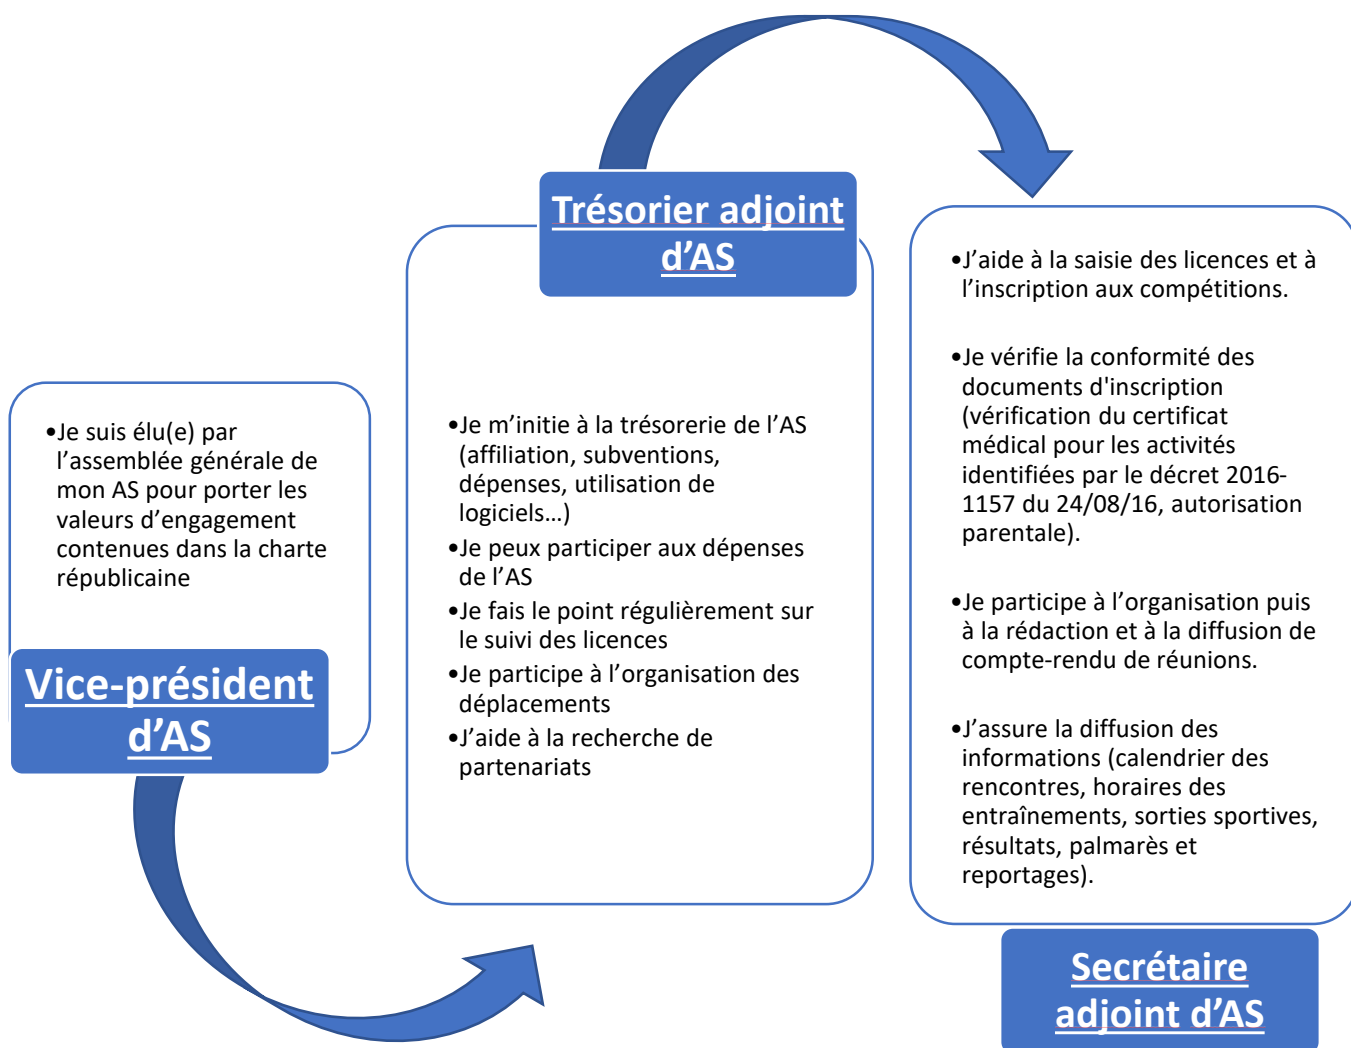 •Je suis élu(e) par
l’assemblée générale de
mon AS pour porter les
valeurs d’engagement
contenues dans la charte
républicaine
Vice-président
d’AS
Trésorier adjoint
d’AS
•Je m’initie à la trésorerie de l’AS
(affiliation, subventions,
dépenses, utilisation de
logiciels…)
•Je peux participer aux dépenses
de l’AS
•Je fais le point régulièrement sur
le suivi des licences
•Je participe à l’organisation des
déplacements
•J’aide à la recherche de
partenariats
•J’aide à la saisie des licences et à
l’inscription aux compétitions.
•Je vérifie la conformité des
documents d'inscription
(vérification du certificat
médical pour les activités
identifiées par le décret 2016-
1157 du 24/08/16, autorisation
parentale).
•Je participe à l’organisation puis
à la rédaction et à la diffusion de
compte-rendu de réunions.
•J’assure la diffusion des
informations (calendrier des
rencontres, horaires des
entraînements, sorties sportives,
résultats, palmarès et
reportages).
Secrétaire
adjoint d’AS